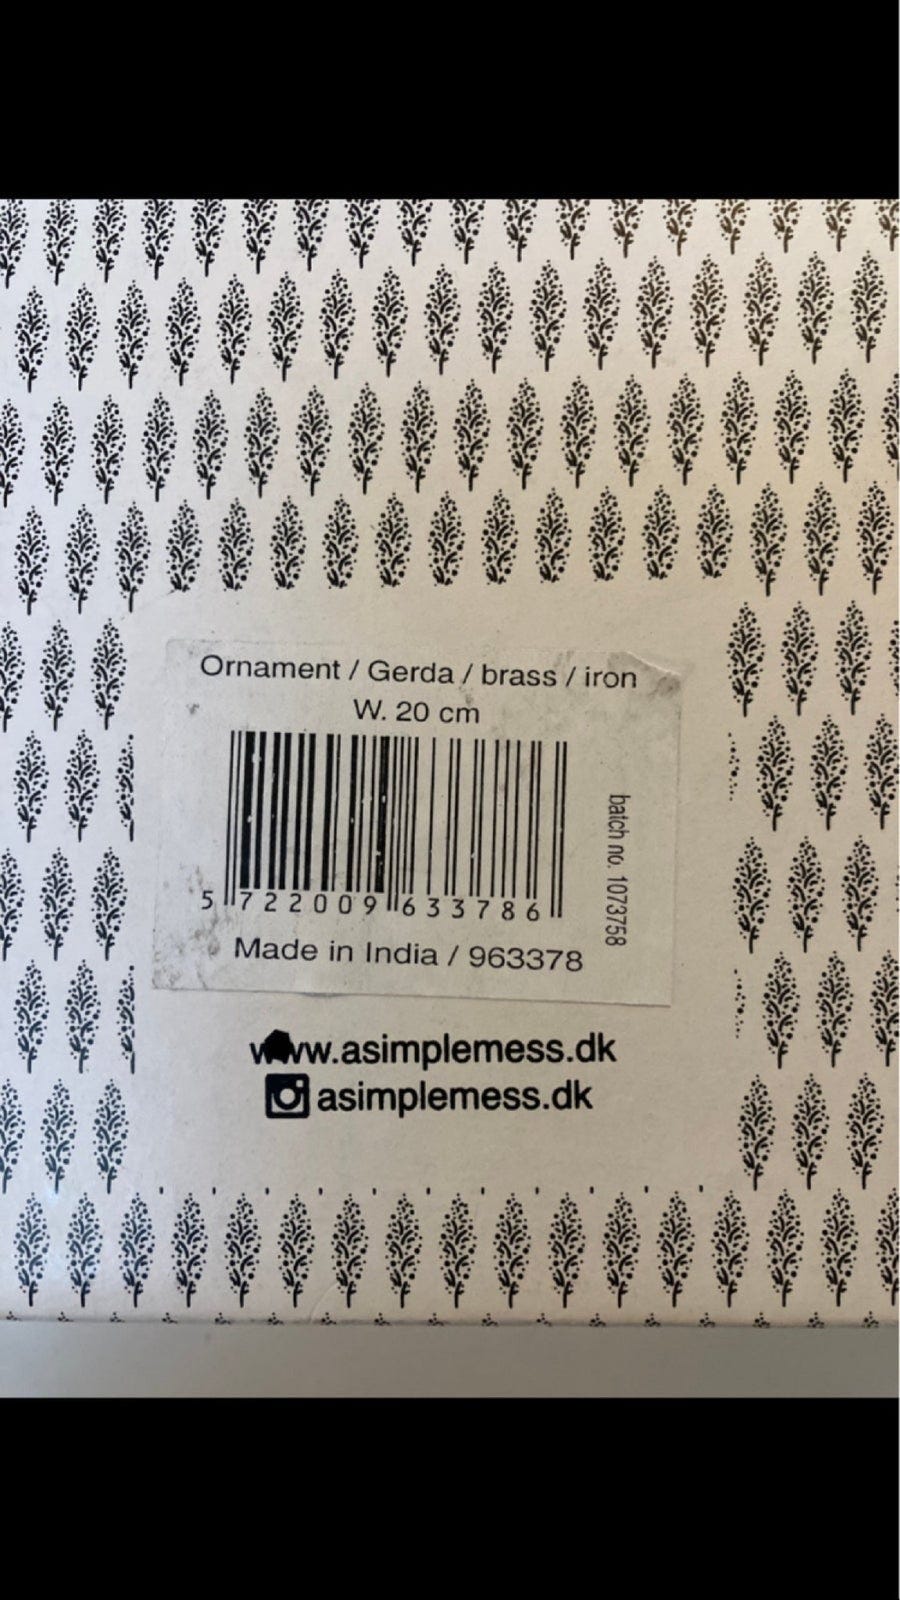 Ornament / Gerda / brass / iron
W. 20 cm
5 722009 633786
batch no. 1073758
Made in India / 963378
www.asimplemess.dk
asimplemess.dk